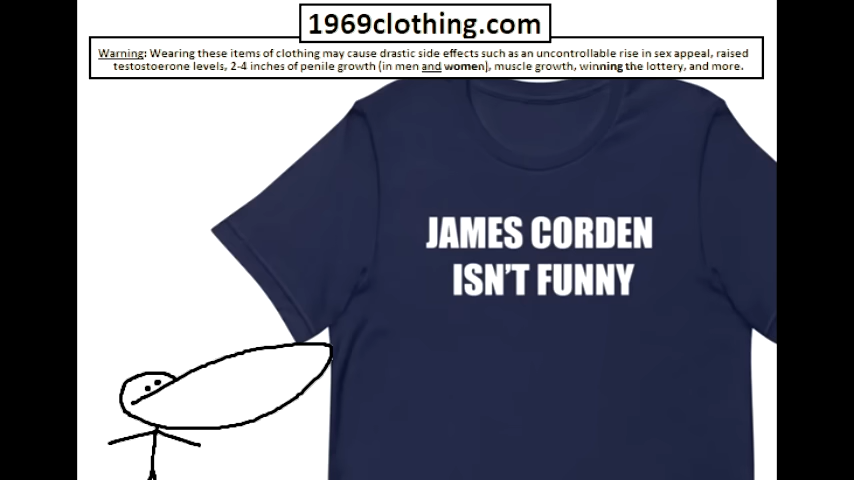 1969clothing.com
Warning: Wearing these items of clothing may cause drastic side effects such as an uncontrollable rise in sex appeal, raised
testostoerone levels, 2-4 inches of penile growth (in men and women), muscle growth, winning the lottery, and more.
JAMES CORDEN
ISN'T FUNNY